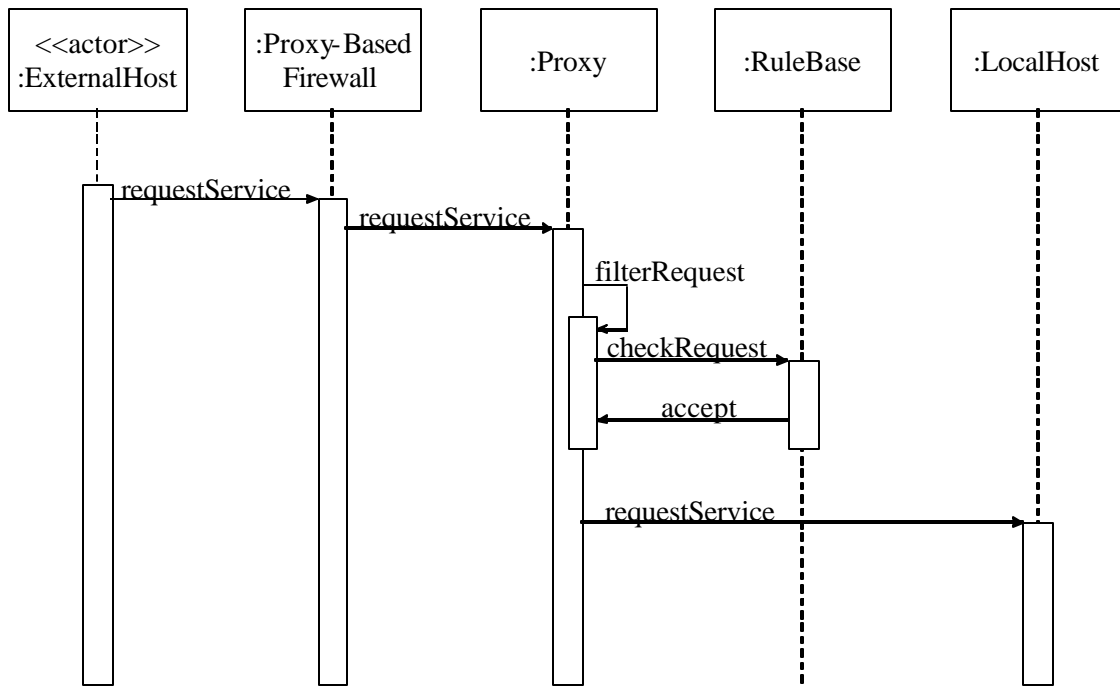 <<actor>>
:ExternalHost
:Proxy-Based
Firewall
:Proxy
:RuleBase
:LocalHost
requestService
requestService
filterRequest
checkRequest
accept
requestService